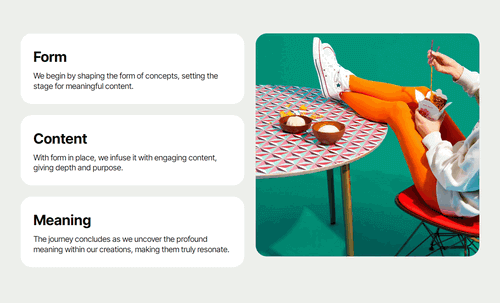 Form
We begin by shaping the form of concepts, setting the
stage for meaningful content.
Content
With form in place, we infuse it with engaging content,
giving depth and purpose.
Meaning
The journey concludes as we uncover the profound
meaning within our creations, making them truly resonate.